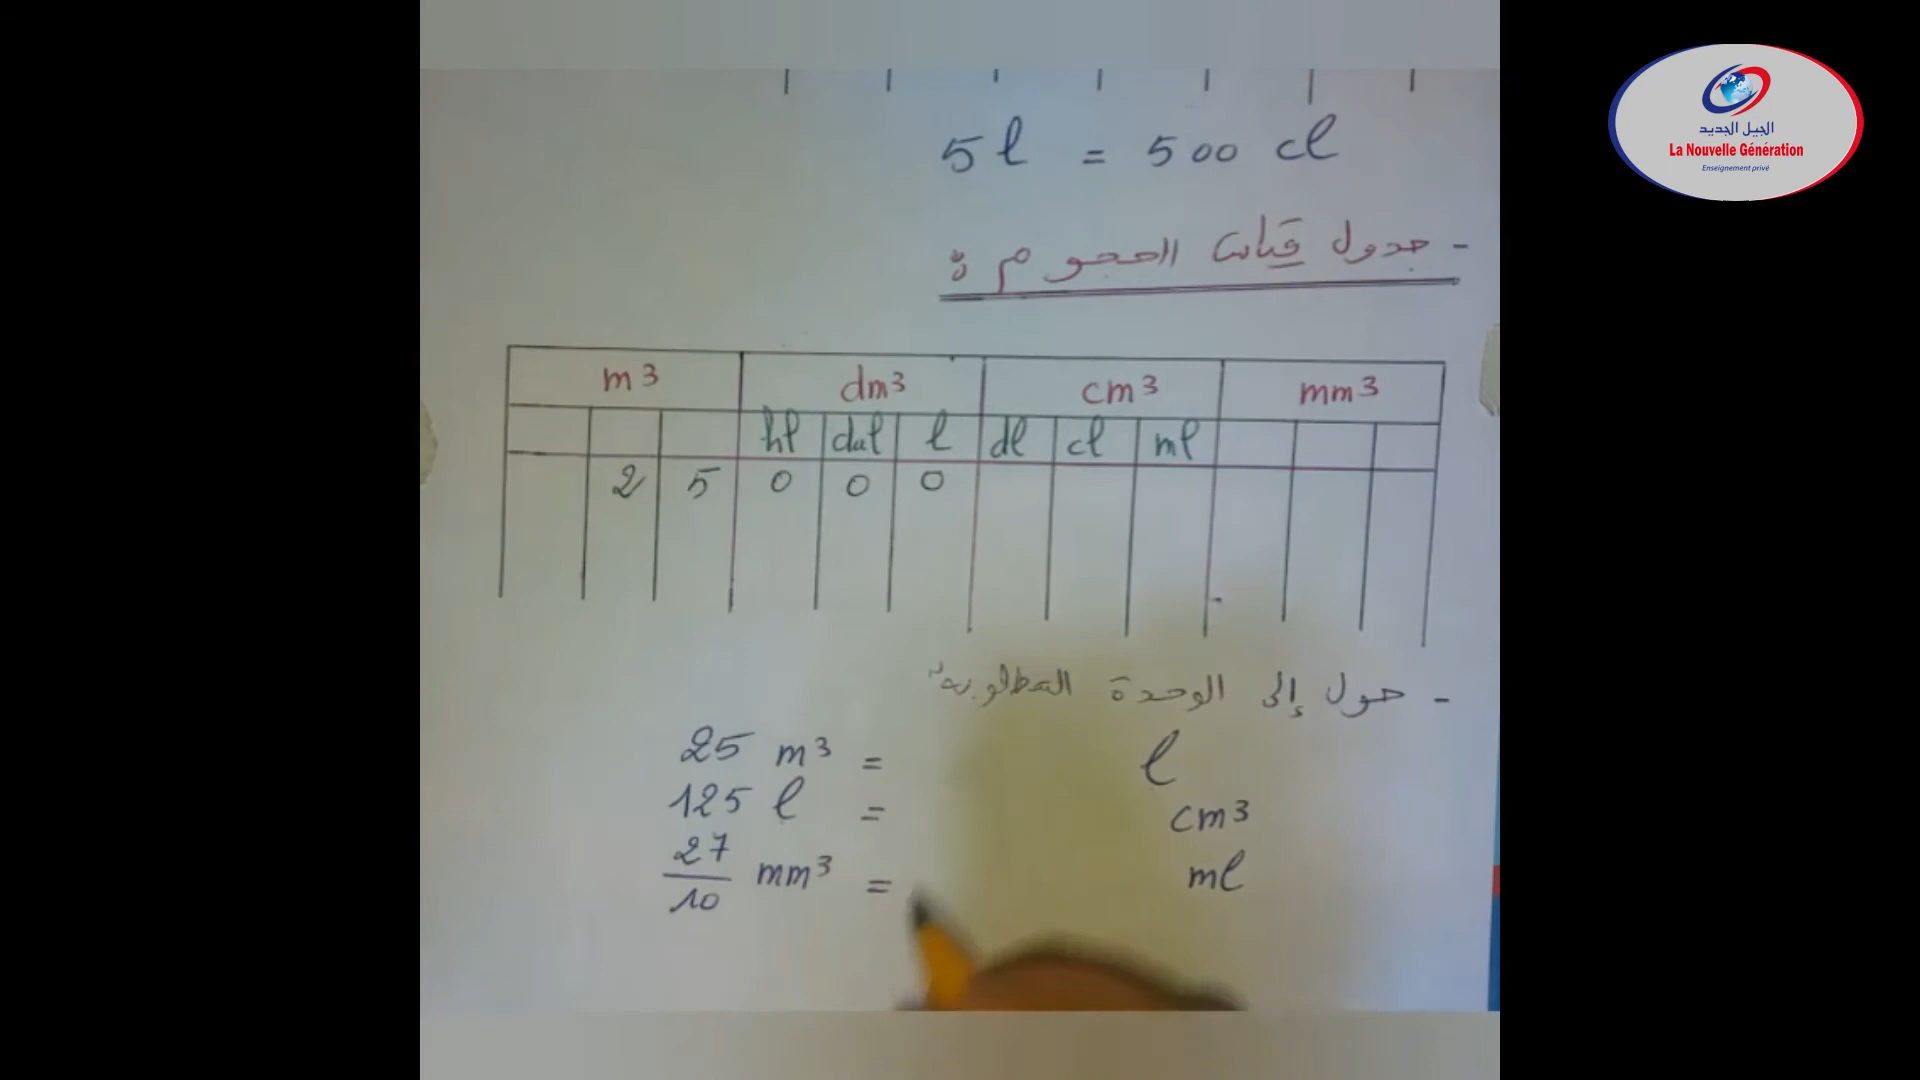 5 l = 500 cl
- جدول قياس الحجوم :
m³ dm³ cm³ mm³
hl dal l dl cl ml
2 5 0 0 0
- حول إلى الوحدة المطلوبة
25 m³ = l
125 l = cm³
27/10 mm³ = ml
الجيل الجديد
La Nouvelle Génération
Enseignement privé